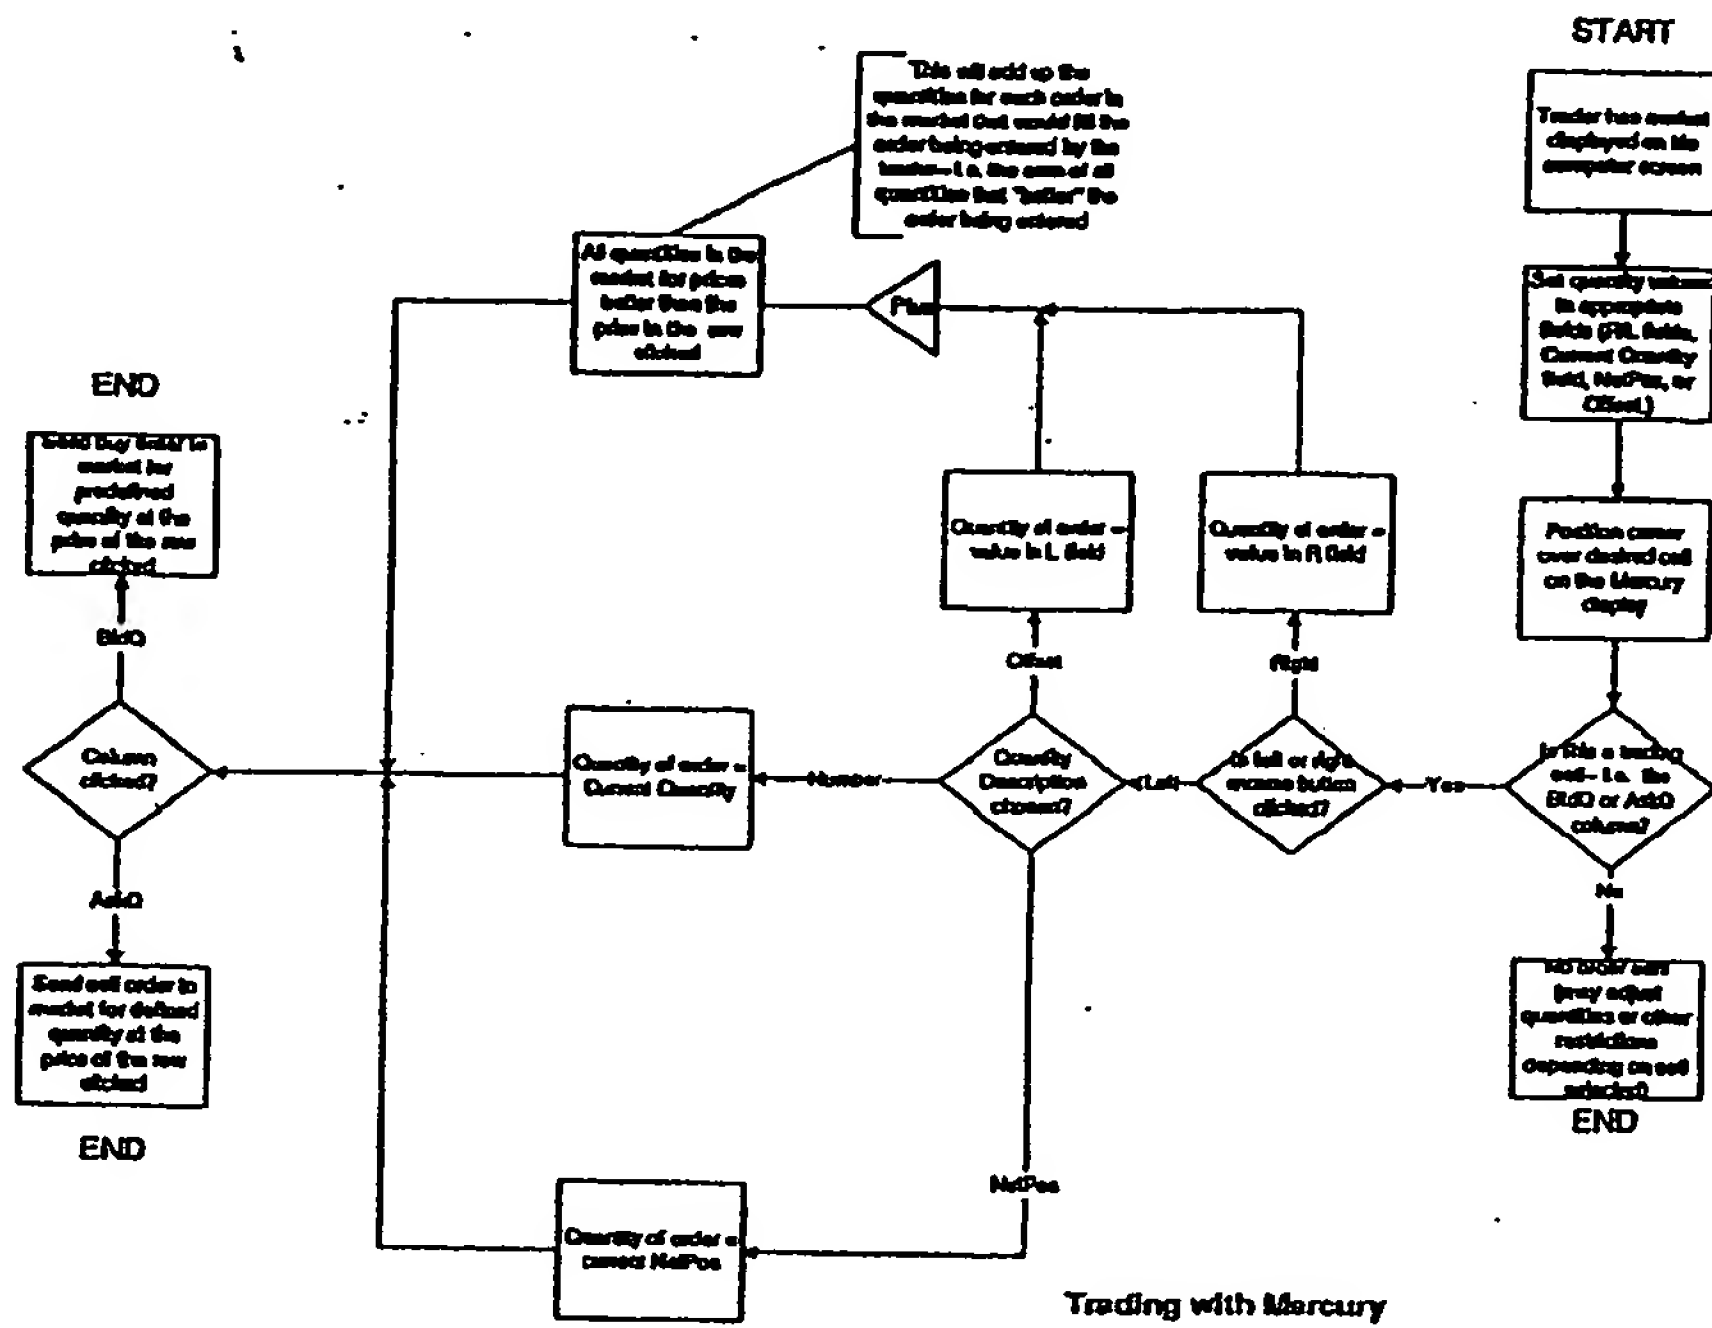 START
Trader has market
displayed on his
computer screen
Set quantity values
in appropriate
fields (R/L fields,
Current Quantity
field, NetPos, or
Offset.)
Position cursor
over desired cell
on the Mercury
display
Is this a trading
cell- i.e. the
BidQ or AskQ
column?
No
No order sent
(may adjust
quantities or other
restrictions
depending on cell
selected)
END
Yes
Is left or right
mouse button
clicked?
Right
Quantity of order =
value in R field
Left
Quantity
Description
chosen?
Offset
Quantity of order =
value in L field
Plus
All quantities in the
market for prices
better than the
price in the row
clicked
This will add up the
quantities for each order in
the market that would fill the
order being entered by the
trader- i.e. the sum of all
quantities that "better" the
order being entered
Number
Quantity of order =
Current Quantity
NetPos
Quantity of order =
current NetPos
Column
clicked?
BidQ
Send buy order to
market for
predefined
quantity at the
price of the row
clicked
END
AskQ
Send sell order to
market for defined
quantity at the
price of the row
clicked
END
Trading with Mercury